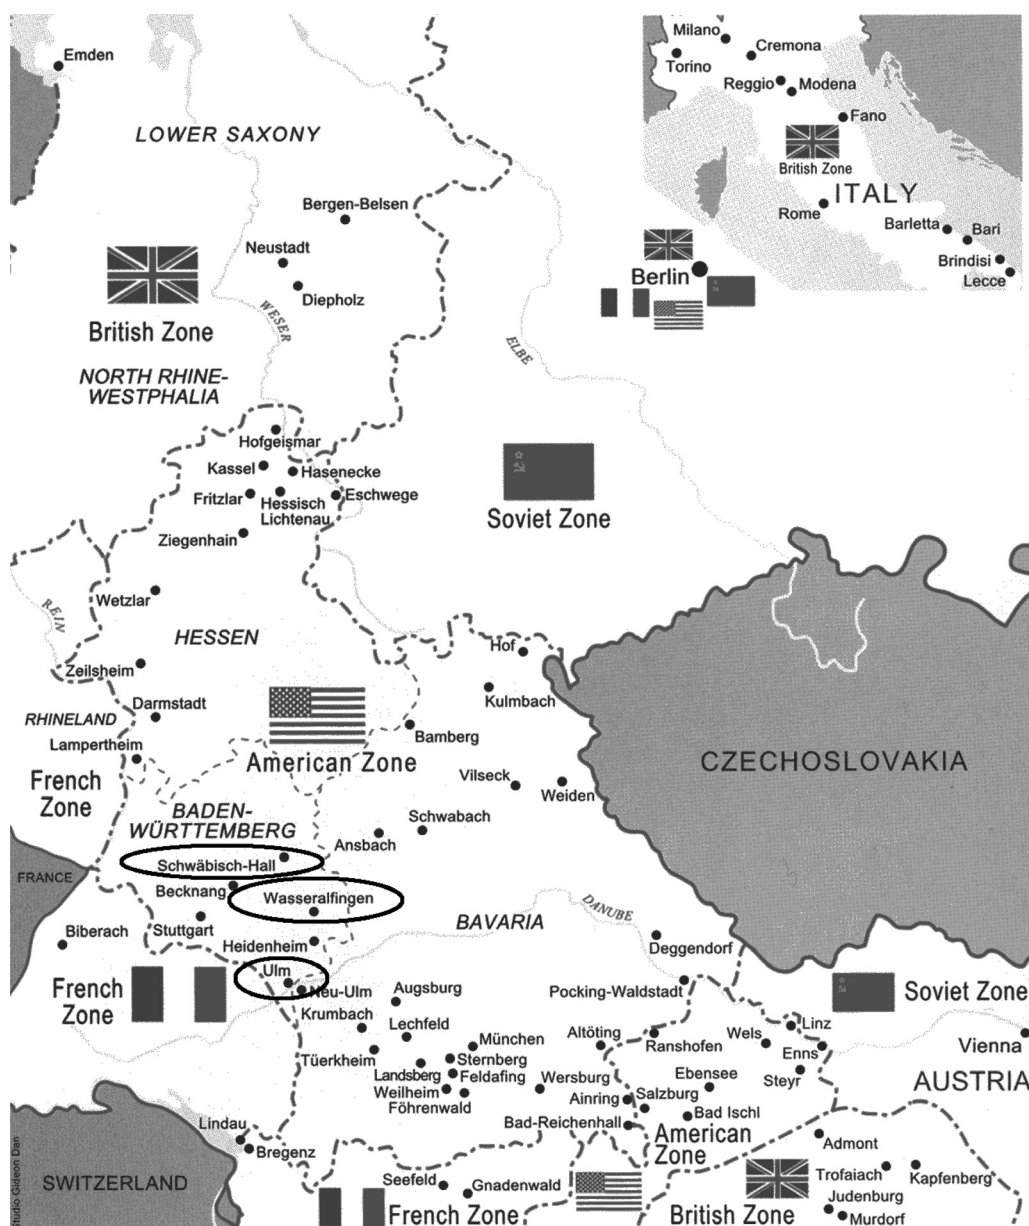 Emden
LOWER SAXONY
Bergen-Belsen
Neustadt
Diepholz
WESER
British Zone
NORTH RHINE-
WESTPHALIA
ELBE
Milano
Cremona
Torino
Reggio
Modena
Fano
British Zone
ITALY
Rome
Barletta
Bari
Brindisi
Lecce
Berlin
Hofgeismar
Kassel
Hasenecke
Fritzlar
Hessisch
Lichtenau
Eschwege
Ziegenhain
Soviet Zone
Wetzlar
REIN
HESSEN
Zeilsheim
Hof
Kulmbach
Darmstadt
RHINELAND
Lampertheim
Bamberg
American Zone
French
Zone
CZECHOSLOVAKIA
Vilseck
Weiden
BADEN-
WÜRTTEMBERG
Schwabach
Ansbach
Schwäbisch-Hall
FRANCE
Becknang
Wasseralfingen
Stuttgart
BAVARIA
DANUBE
Biberach
Heidenheim
Deggendorf
Ulm
Neu-Ulm
French
Zone
Pocking-Waldstadt
Soviet Zone
Augsburg
Krumbach
Lechfeld
München
Altöting
Ranshofen
Wels
Linz
Enns
Vienna
Tüerkheim
Sternberg
Landsberg
Feldafing
Weilheim
Föhrenwald
Wersburg
Ebensee
Steyr
AUSTRIA
Ainring
Salzburg
Bad Ischl
Bad-Reichenhall
American
Zone
Lindau
Bregenz
Admont
SWITZERLAND
Seefeld
Gnadenwald
Trofaiach
Kapfenberg
Judenburg
Murdorf
French Zone
British Zone
Studio Gideon Dan